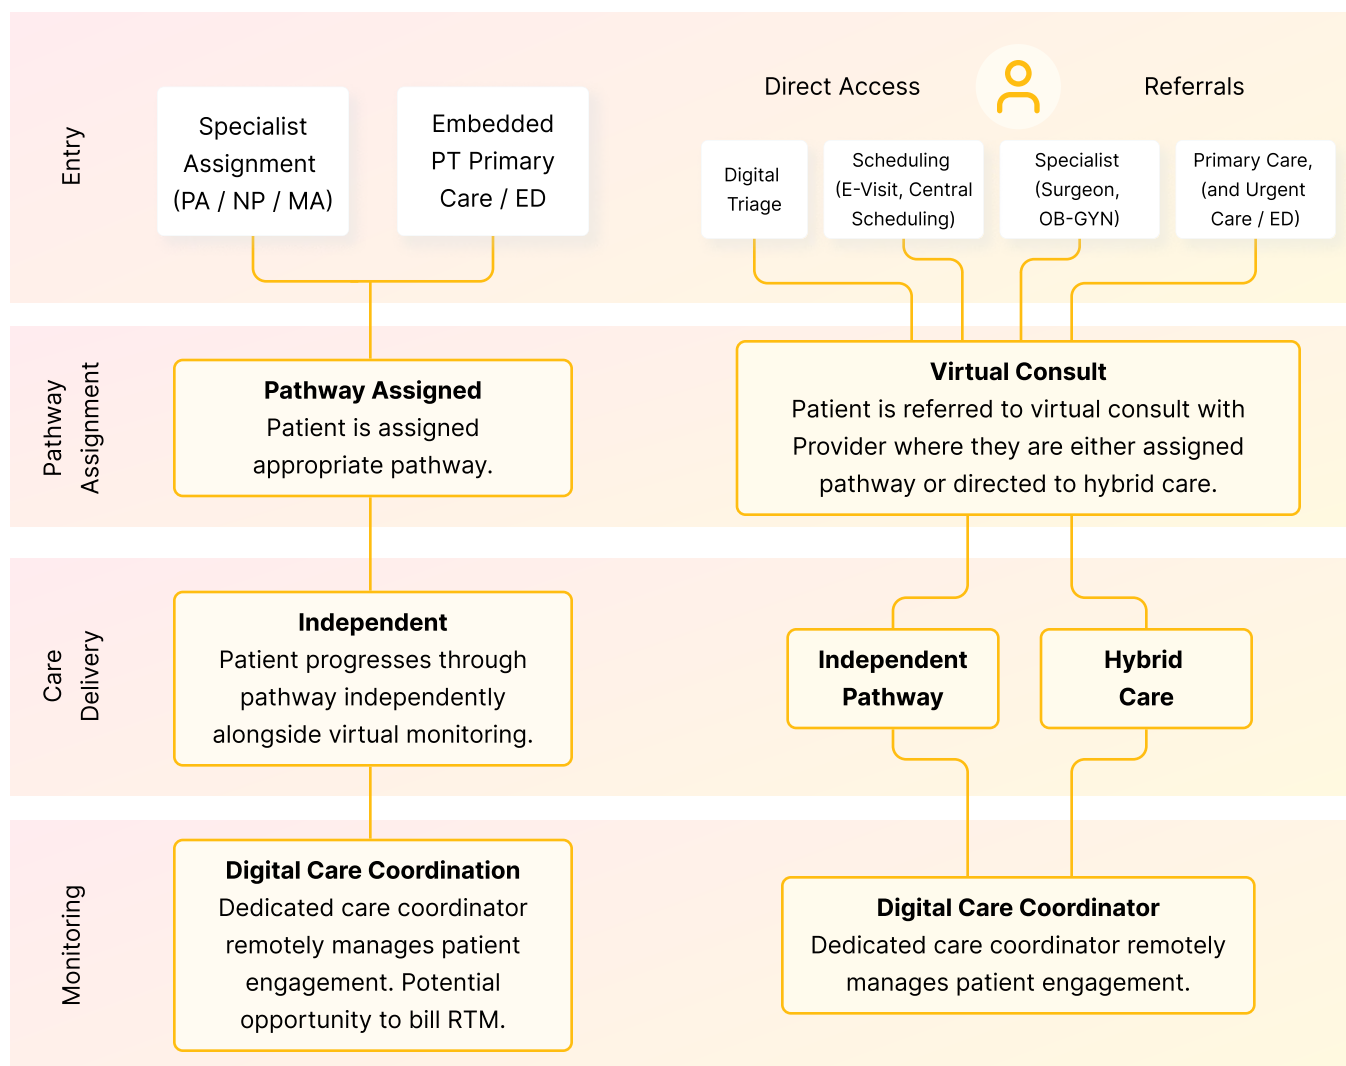 Entry
Specialist
Assignment
(PA / NP / MA)
Embedded
PT Primary
Care / ED
Direct Access
Referrals
Digital
Triage
Scheduling
(E-Visit, Central
Scheduling)
Specialist
(Surgeon,
OB-GYN)
Primary Care,
(and Urgent
Care / ED)
Pathway
Assignment
Pathway Assigned
Patient is assigned
appropriate pathway.
Virtual Consult
Patient is referred to virtual consult with
Provider where they are either assigned
pathway or directed to hybrid care.
Care
Delivery
Independent
Patient progresses through
pathway independently
alongside virtual monitoring.
Independent
Pathway
Hybrid
Care
Monitoring
Digital Care Coordination
Dedicated care coordinator
remotely manages patient
engagement. Potential
opportunity to bill RTM.
Digital Care Coordinator
Dedicated care coordinator remotely
manages patient engagement.